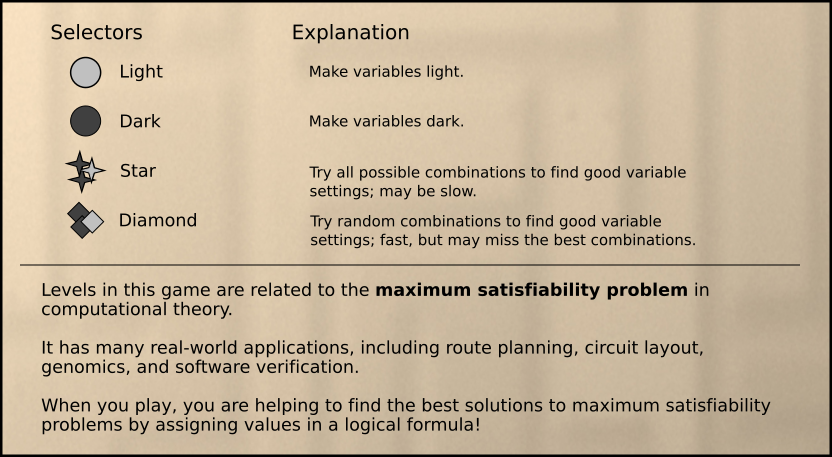 Selectors
Explanation
Light
Make variables light.
Dark
Make variables dark.
Star
Try all possible combinations to find good variable
settings; may be slow.
Diamond
Try random combinations to find good variable
settings; fast, but may miss the best combinations.
Levels in this game are related to the maximum satisfiability problem in
computational theory.
It has many real-world applications, including route planning, circuit layout,
genomics, and software verification.
When you play, you are helping to find the best solutions to maximum satisfiability
problems by assigning values in a logical formula!